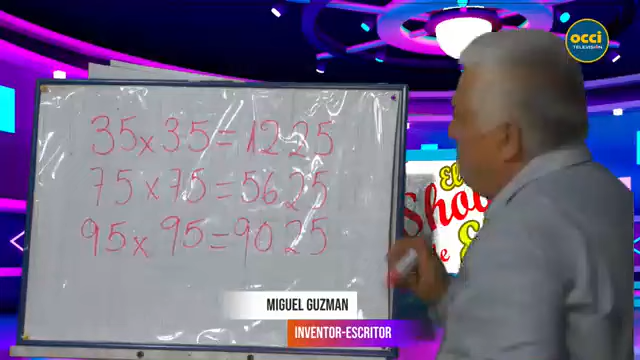 occi
TELEVISIÓN
35x35=1225
75x75=5625
95x95=9025
El
Sho
E
MIGUEL GUZMAN
INVENTOR-ESCRITOR